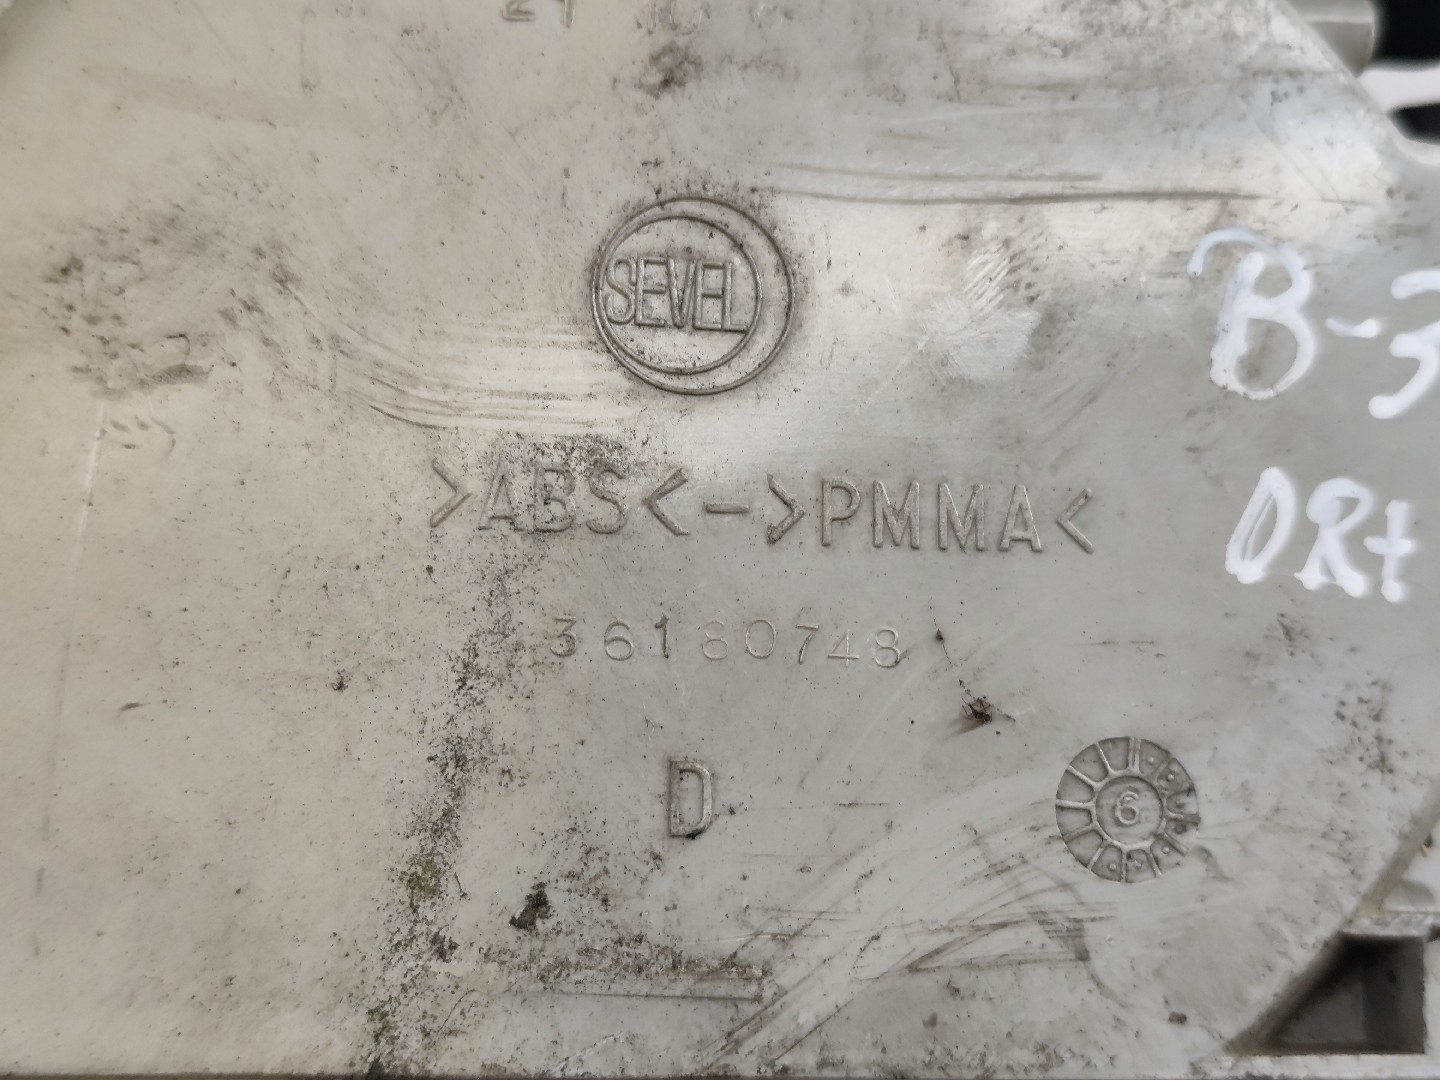 SEVEL
B-3
>ABS<->PMMA<
DRt
36180748
D
6